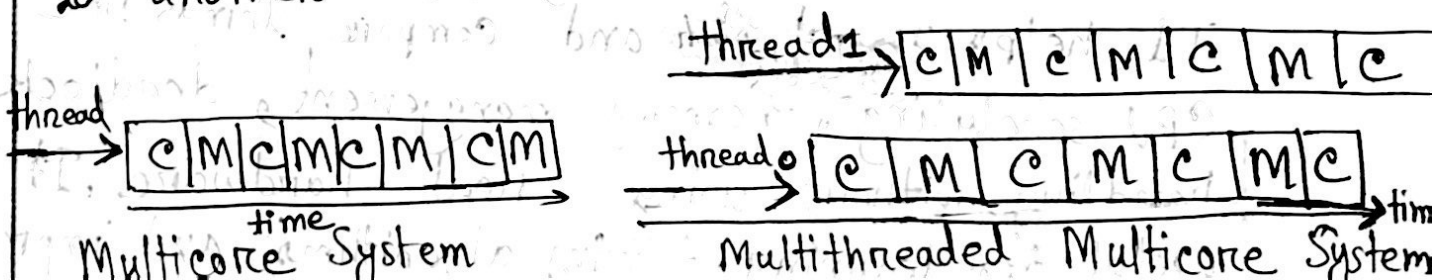 thread1 C M C M C M C
thread C M C M C M C M
thread0 C M C M C M C
time
time
Multicore System
Multithreaded Multicore System